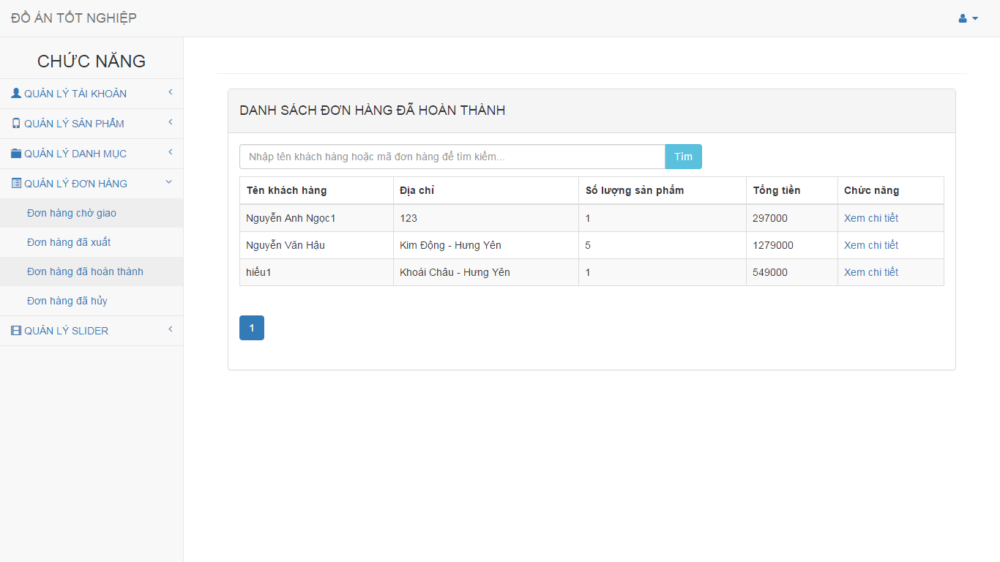 ĐỒ ÁN TỐT NGHIỆP
CHỨC NĂNG
QUẢN LÝ TÀI KHOẢN
QUẢN LÝ SẢN PHẨM
QUẢN LÝ DANH MỤC
QUẢN LÝ ĐƠN HÀNG
Đơn hàng chờ giao
Đơn hàng đã xuất
Đơn hàng đã hoàn thành
Đơn hàng đã hủy
QUẢN LÝ SLIDER
DANH SÁCH ĐƠN HÀNG ĐÃ HOÀN THÀNH
Nhập tên khách hàng hoặc mã đơn hàng để tìm kiếm... Tìm
Tên khách hàng Địa chỉ Số lượng sản phẩm Tổng tiền Chức năng
Nguyễn Anh Ngọc1 123 1 297000 Xem chi tiết
Nguyễn Văn Hậu Kim Động - Hưng Yên 5 1279000 Xem chi tiết
hiếu1 Khoái Châu - Hưng Yên 1 549000 Xem chi tiết
1